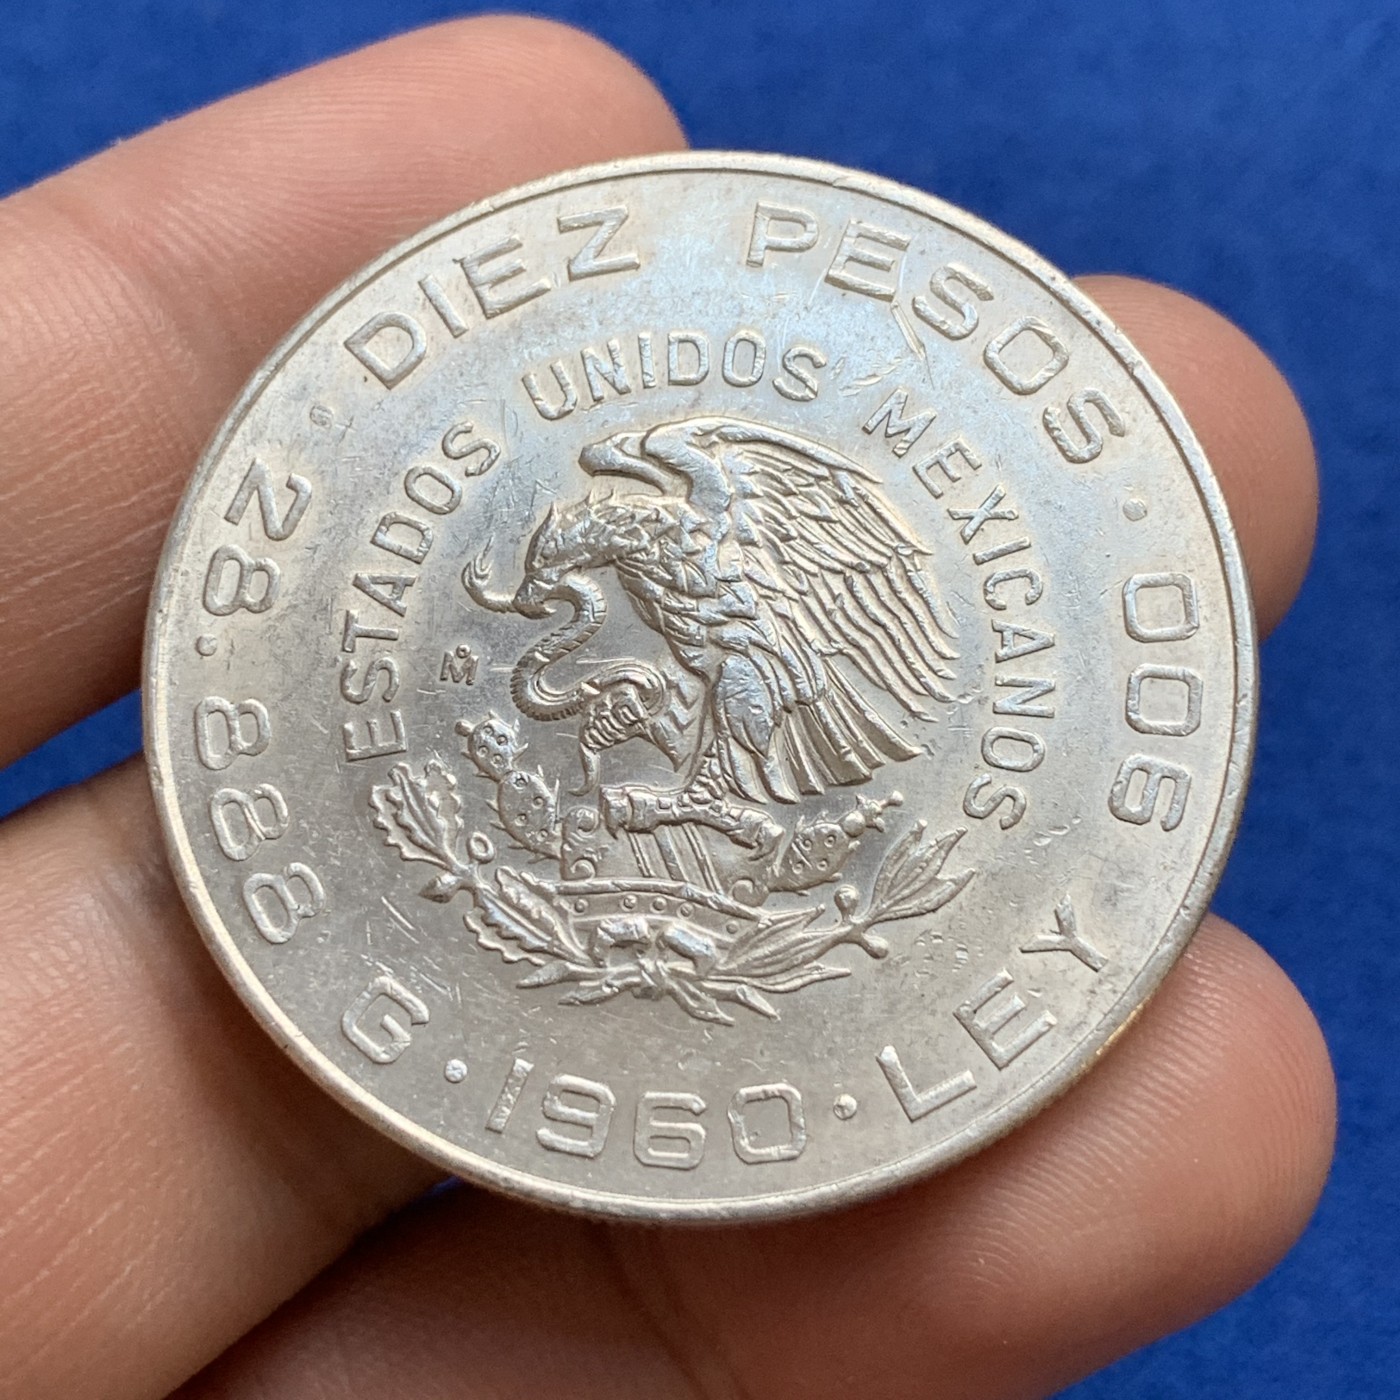 DIEZ PESOS · 900 LEY · 1960 · 28.888 G ·
ESTADOS UNIDOS MEXICANOS
M̊